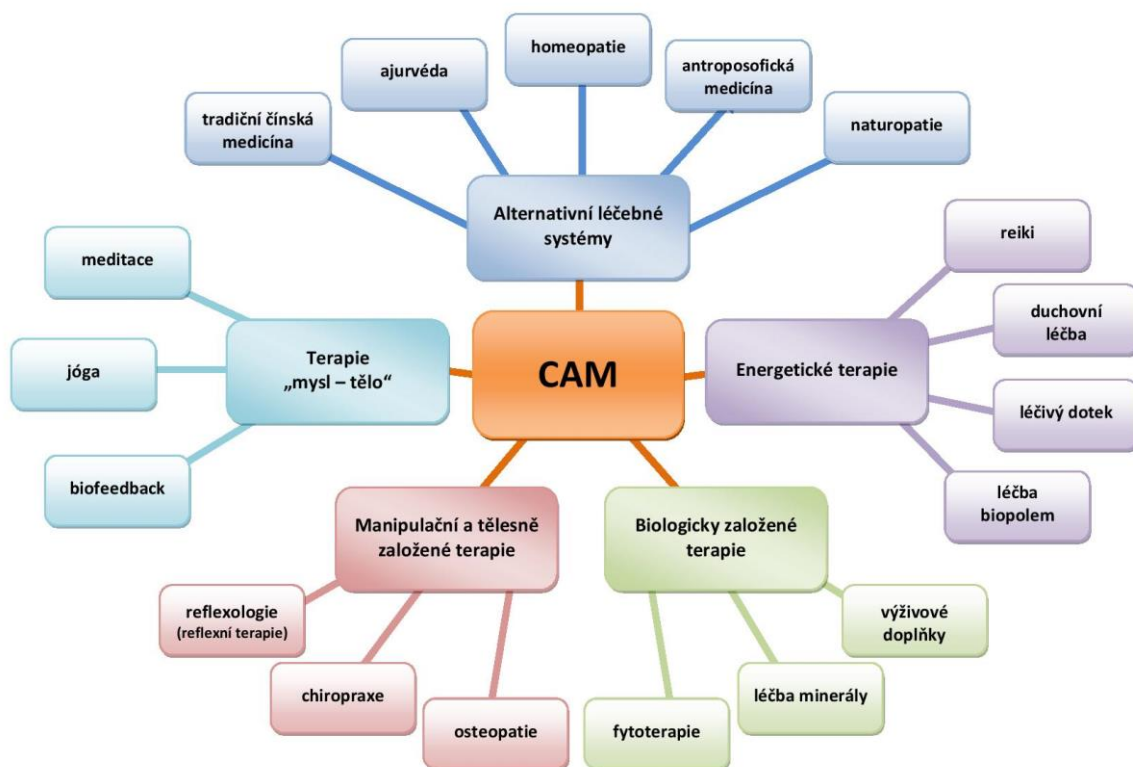 homeopatie
ajurvéda
antroposofická
medicína
tradiční čínská
medicína
naturopatie
Alternativní léčebné
systémy
reiki
meditace
duchovní
léčba
Terapie
„mysl – tělo“
CAM
Energetické terapie
jóga
léčivý dotek
biofeedback
léčba
biopolem
Manipulační a tělesně
založené terapie
Biologicky založené
terapie
reflexologie
(reflexní terapie)
výživové
doplňky
chiropraxe
léčba minerály
osteopatie
fytoterapie